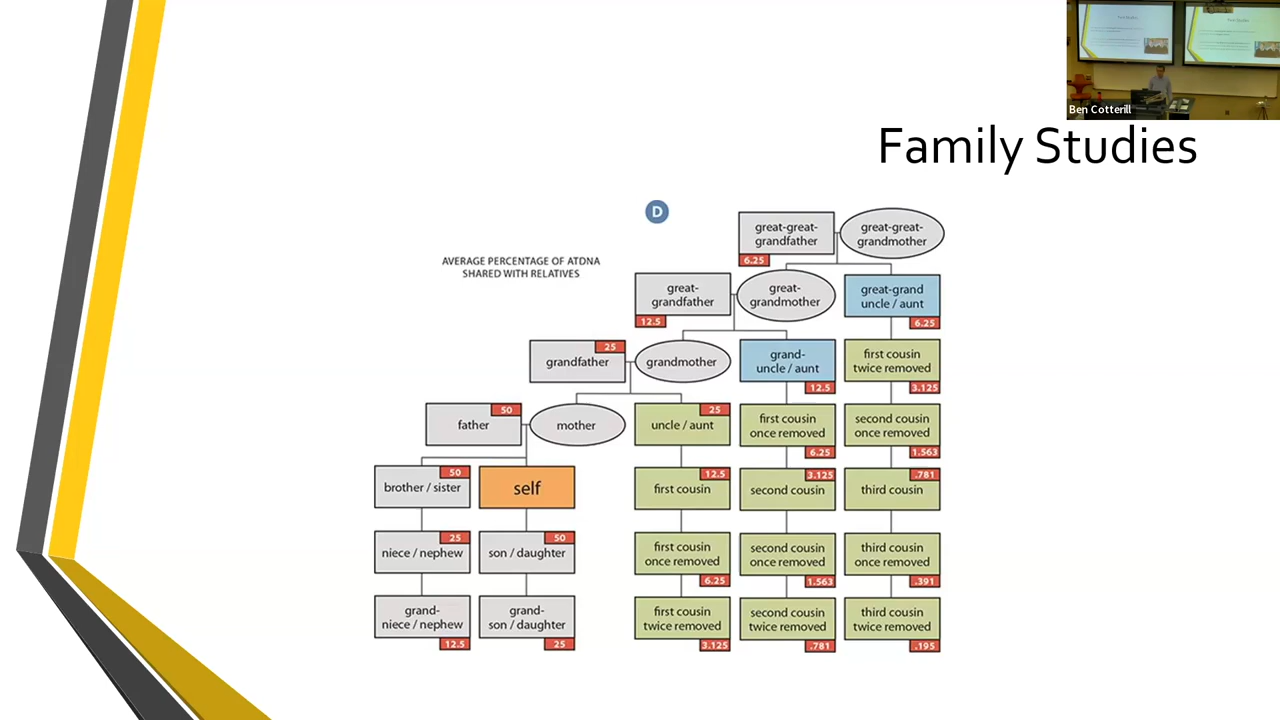 Ben Cotterill
Family Studies
D
AVERAGE PERCENTAGE OF ATDNA
SHARED WITH RELATIVES
great-great-
grandfather
6.25
great-great-
grandmother
great-
grandfather
12.5
great-
grandmother
great-grand
uncle / aunt
6.25
25
grandfather
grandmother
grand-
uncle / aunt
12.5
first cousin
twice removed
3.125
50
father
mother
25
uncle / aunt
first cousin
once removed
6.25
second cousin
once removed
1.563
50
brother / sister
self
12.5
first cousin
3.125
second cousin
.781
third cousin
25
niece / nephew
50
son / daughter
first cousin
once removed
6.25
second cousin
once removed
1.563
third cousin
once removed
.391
grand-
niece / nephew
12.5
grand-
son / daughter
25
first cousin
twice removed
3.125
second cousin
twice removed
.781
third cousin
twice removed
.195